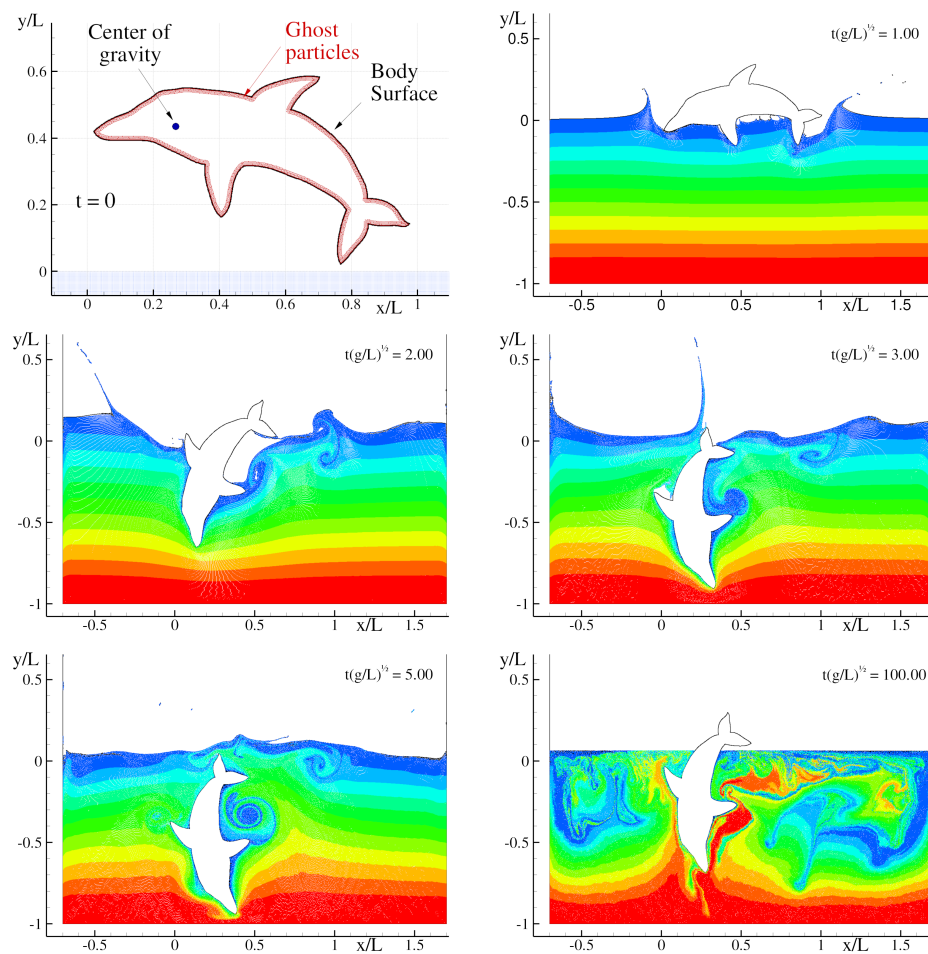 y/L
Center of
gravity
Ghost
particles
Body
Surface
t = 0
0.6
0.4
0.2
0
0
0.2
0.4
0.6
0.8
1
x/L
y/L
t(g/L)^½ = 1.00
0.5
0
-0.5
-1
-0.5
0
0.5
1
1.5
x/L
y/L
t(g/L)^½ = 2.00
0.5
0
-0.5
-1
-0.5
0
0.5
1
1.5
x/L
y/L
t(g/L)^½ = 3.00
0.5
0
-0.5
-1
-0.5
0
0.5
1
1.5
x/L
y/L
t(g/L)^½ = 5.00
0.5
0
-0.5
-1
-0.5
0
0.5
1
1.5
x/L
y/L
t(g/L)^½ = 100.00
0.5
0
-0.5
-1
-0.5
0
0.5
1
1.5
x/L